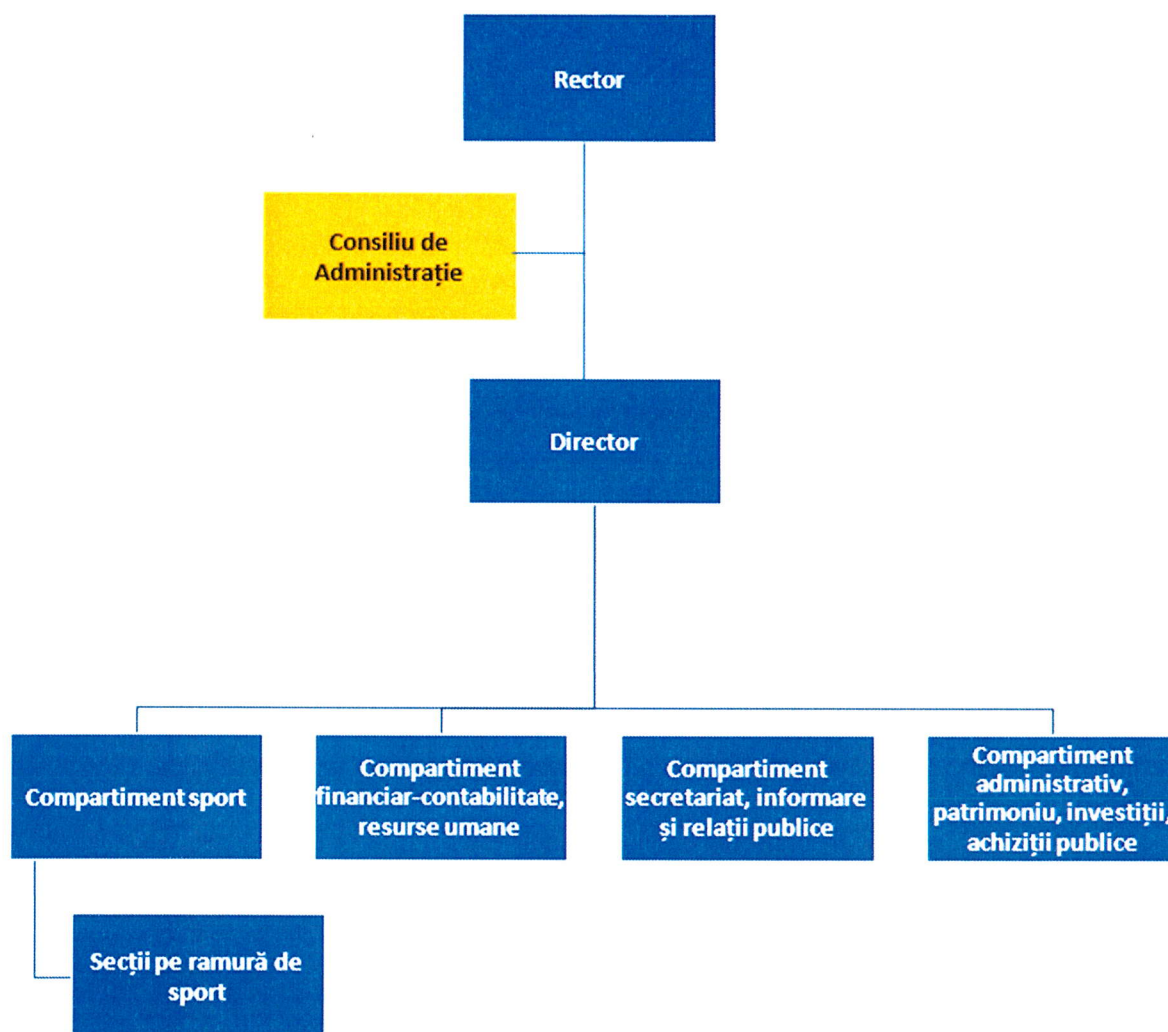 Rector
Consiliu de
Administrație
Director
Compartiment sport
Compartiment
financiar-contabilitate,
resurse umane
Compartiment
secretariat, informare
și relații publice
Compartiment
administrativ,
patrimoniu, investiții,
achiziții publice
Secții pe ramură de
sport